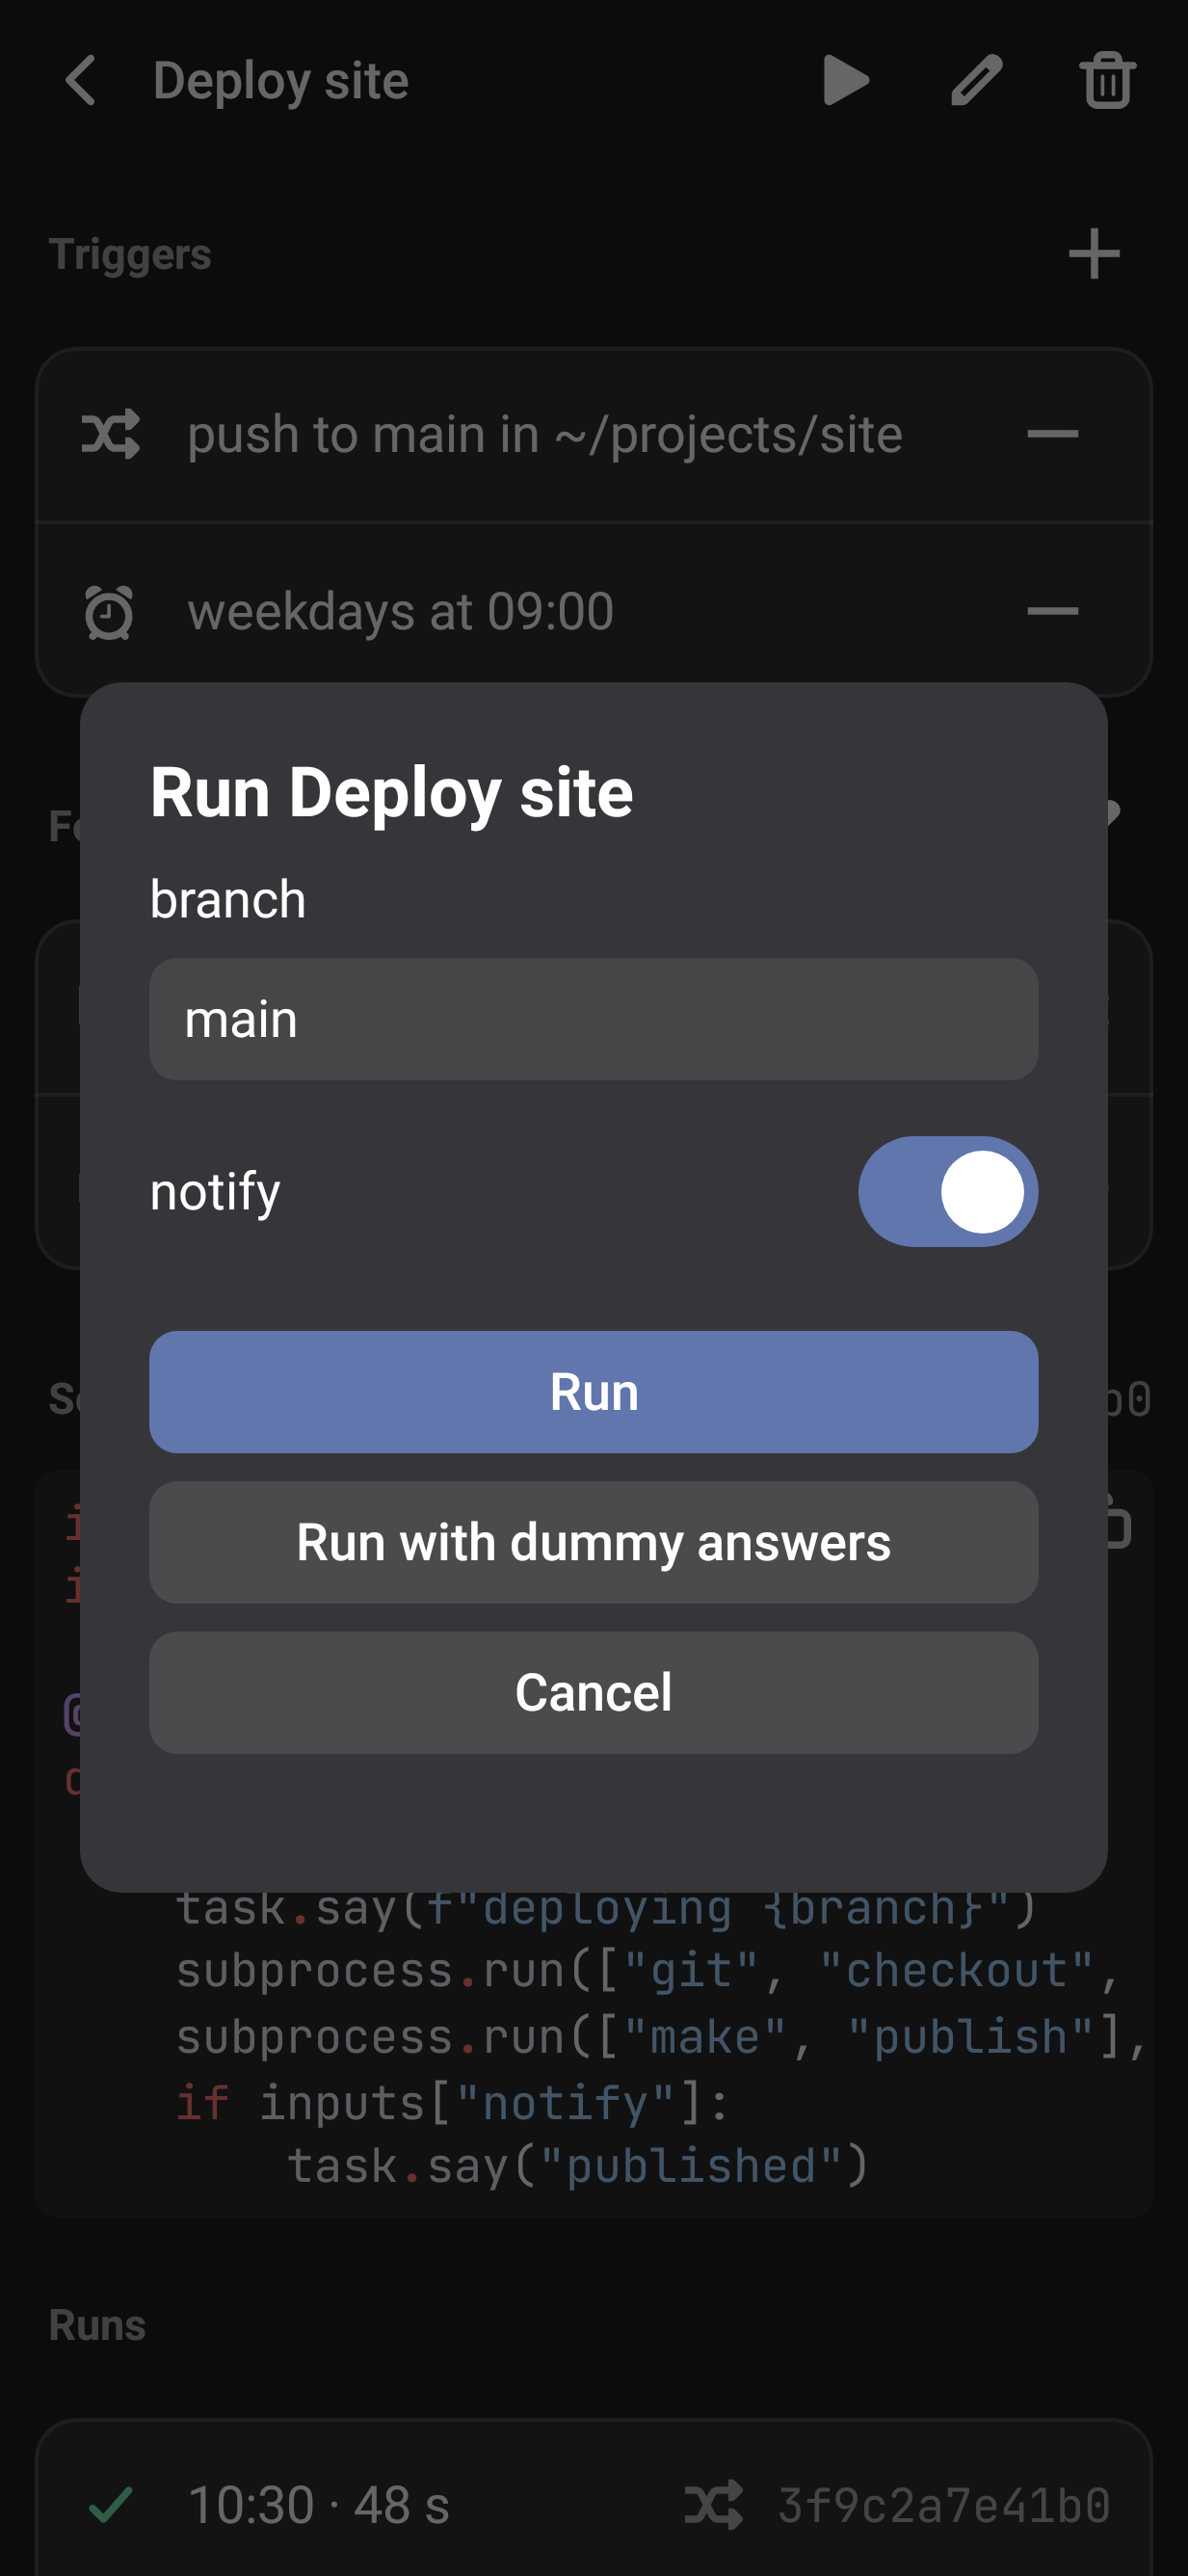 Deploy site
Triggers
push to main in ~/projects/site
weekdays at 09:00
Run Deploy site
branch
main
notify
Run
Run with dummy answers
Cancel
task.say(f"deploying {branch}")
subprocess.run(["git", "checkout",
subprocess.run(["make", "publish"],
if inputs["notify"]:
task.say("published")
Runs
10:30 · 48 s
3f9c2a7e41b0